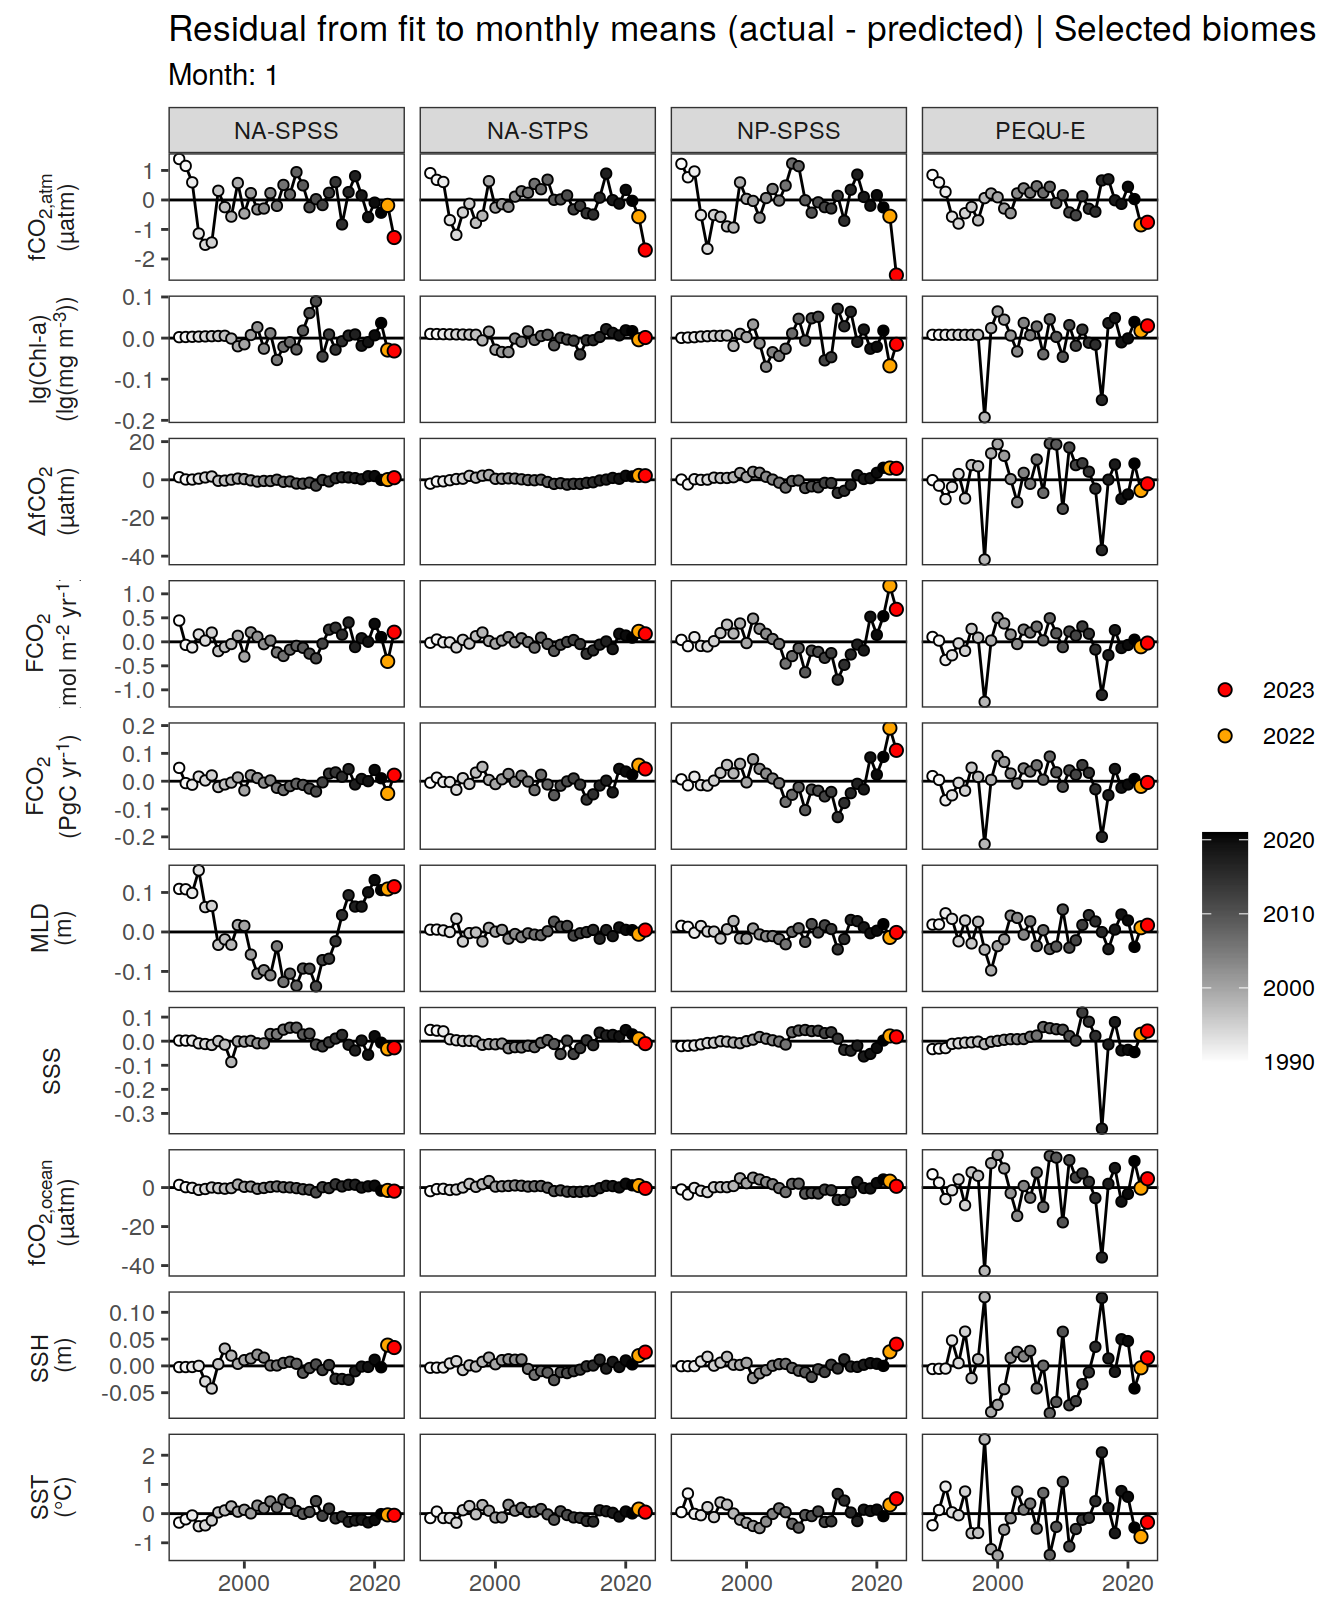 Residual from fit to monthly means (actual - predicted) | Selected biomes
Month: 1
NA-SPSS
NA-STPS
NP-SPSS
PEQU-E
fCO2,atm
(µatm)
1
0
-1
-2
lg(Chl-a)
(lg(mg m-3))
0.1
0.0
-0.1
-0.2
ΔfCO2
(µatm)
20
0
-20
-40
FCO2
mol m-2 yr-1
1.0
0.5
0.0
-0.5
-1.0
FCO2
(PgC yr-1)
0.2
0.1
0.0
-0.1
-0.2
MLD
(m)
0.1
0.0
-0.1
SSS
0.1
0.0
-0.1
-0.2
-0.3
fCO2,ocean
(µatm)
0
-20
-40
SSH
(m)
0.10
0.05
0.00
-0.05
SST
(°C)
2
1
0
-1
2000
2020
2000
2020
2000
2020
2000
2020
2023
2022
2020
2010
2000
1990